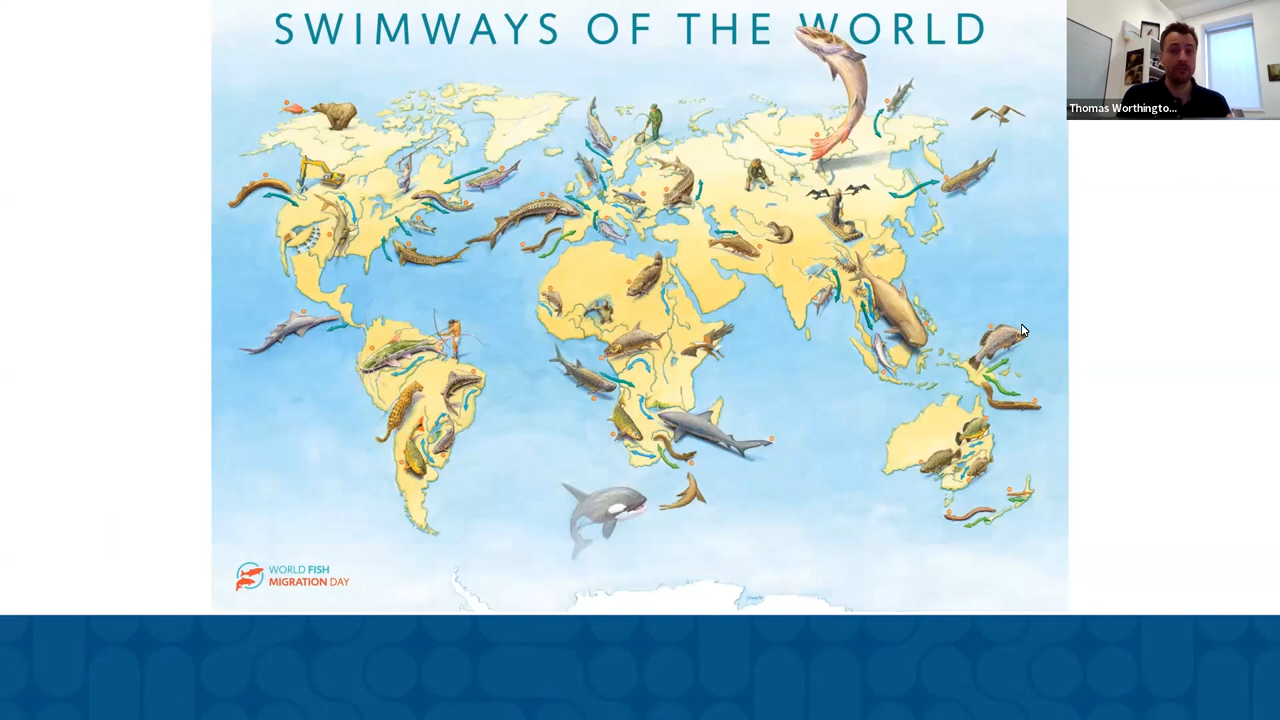 SWIMWAYS OF THE WORLD
Thomas Worthingto...
WORLD FISH
MIGRATION DAY